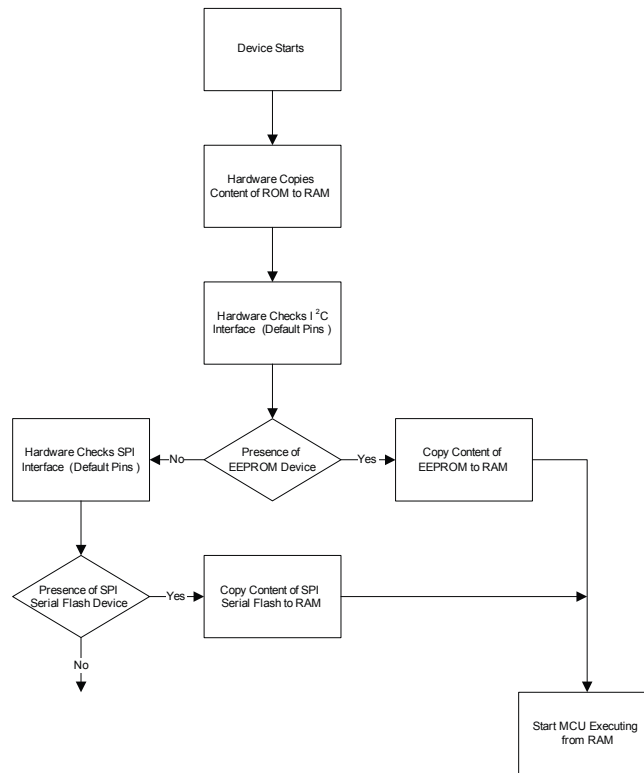 Device Starts
Hardware Copies
Content of ROM to RAM
Hardware Checks I²C
Interface (Default Pins )
Presence of
EEPROM Device
No
Yes
Hardware Checks SPI
Interface (Default Pins )
Copy Content of
EEPROM to RAM
Presence of SPI
Serial Flash Device
Yes
Copy Content of SPI
Serial Flash to RAM
No
Start MCU Executing
from RAM